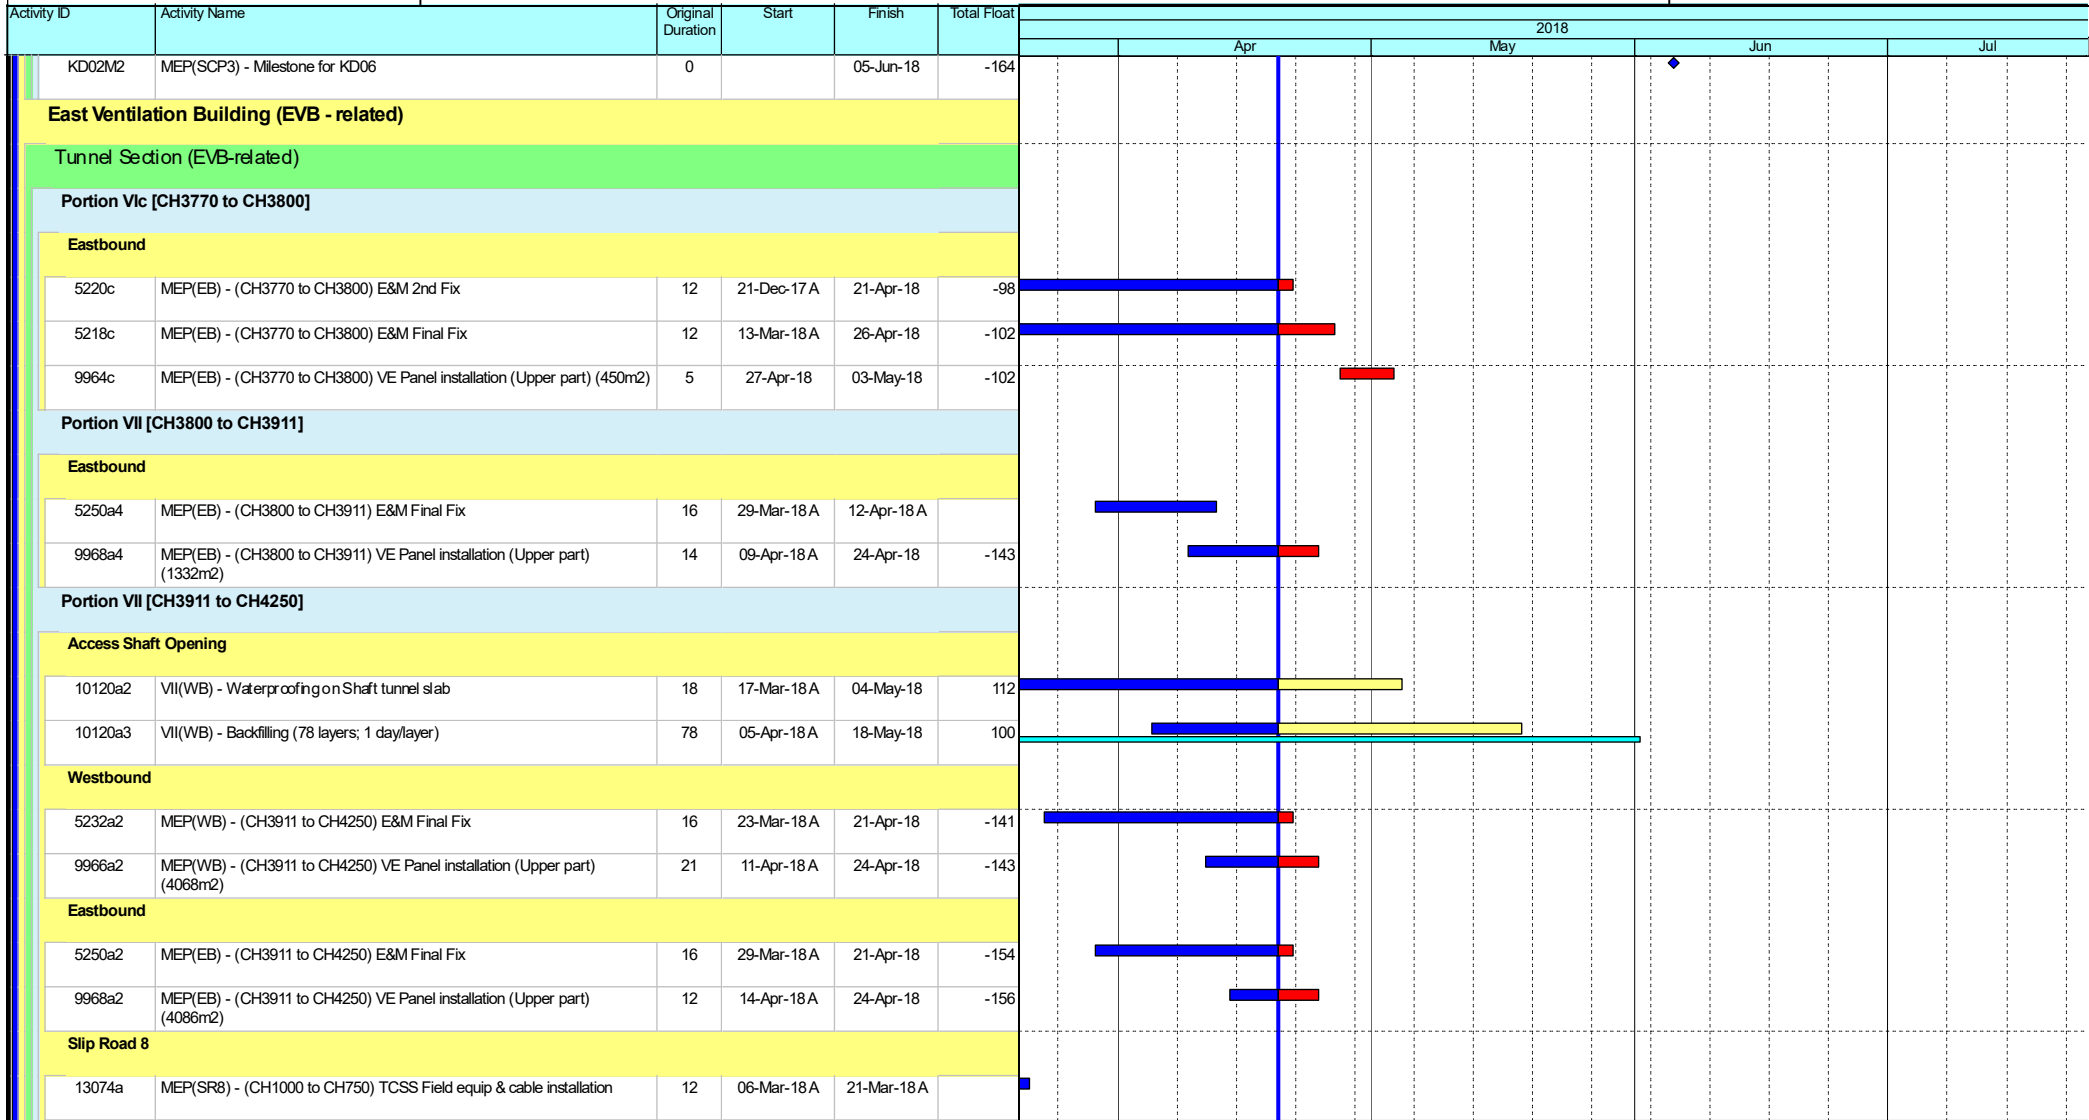 Activity ID Activity Name Original Duration Start Finish Total Float
2018
Apr May Jun Jul
KD02M2 MEP(SCP3) - Milestone for KD06 0 05-Jun-18 -164
East Ventilation Building (EVB - related)
Tunnel Section (EVB-related)
Portion VIc [CH3770 to CH3800]
Eastbound
5220c MEP(EB) - (CH3770 to CH3800) E&M 2nd Fix 12 21-Dec-17 A 21-Apr-18 -98
5218c MEP(EB) - (CH3770 to CH3800) E&M Final Fix 12 13-Mar-18 A 26-Apr-18 -102
9964c MEP(EB) - (CH3770 to CH3800) VE Panel installation (Upper part) (450m2) 5 27-Apr-18 03-May-18 -102
Portion VII [CH3800 to CH3911]
Eastbound
5250a4 MEP(EB) - (CH3800 to CH3911) E&M Final Fix 16 29-Mar-18 A 12-Apr-18 A
9968a4 MEP(EB) - (CH3800 to CH3911) VE Panel installation (Upper part) 14 09-Apr-18 A 24-Apr-18 -143
(1332m2)
Portion VII [CH3911 to CH4250]
Access Shaft Opening
10120a2 VII(WB) - Waterproofing on Shaft tunnel slab 18 17-Mar-18 A 04-May-18 112
10120a3 VII(WB) - Backfilling (78 layers; 1 day/layer) 78 05-Apr-18 A 18-May-18 100
Westbound
5232a2 MEP(WB) - (CH3911 to CH4250) E&M Final Fix 16 23-Mar-18 A 21-Apr-18 -141
9966a2 MEP(WB) - (CH3911 to CH4250) VE Panel installation (Upper part) 21 11-Apr-18 A 24-Apr-18 -143
(4068m2)
Eastbound
5250a2 MEP(EB) - (CH3911 to CH4250) E&M Final Fix 16 29-Mar-18 A 21-Apr-18 -154
9968a2 MEP(EB) - (CH3911 to CH4250) VE Panel installation (Upper part) 12 14-Apr-18 A 24-Apr-18 -156
(4086m2)
Slip Road 8
13074a MEP(SR8) - (CH1000 to CH750) TCSS Field equip & cable installation 12 06-Mar-18 A 21-Mar-18 A